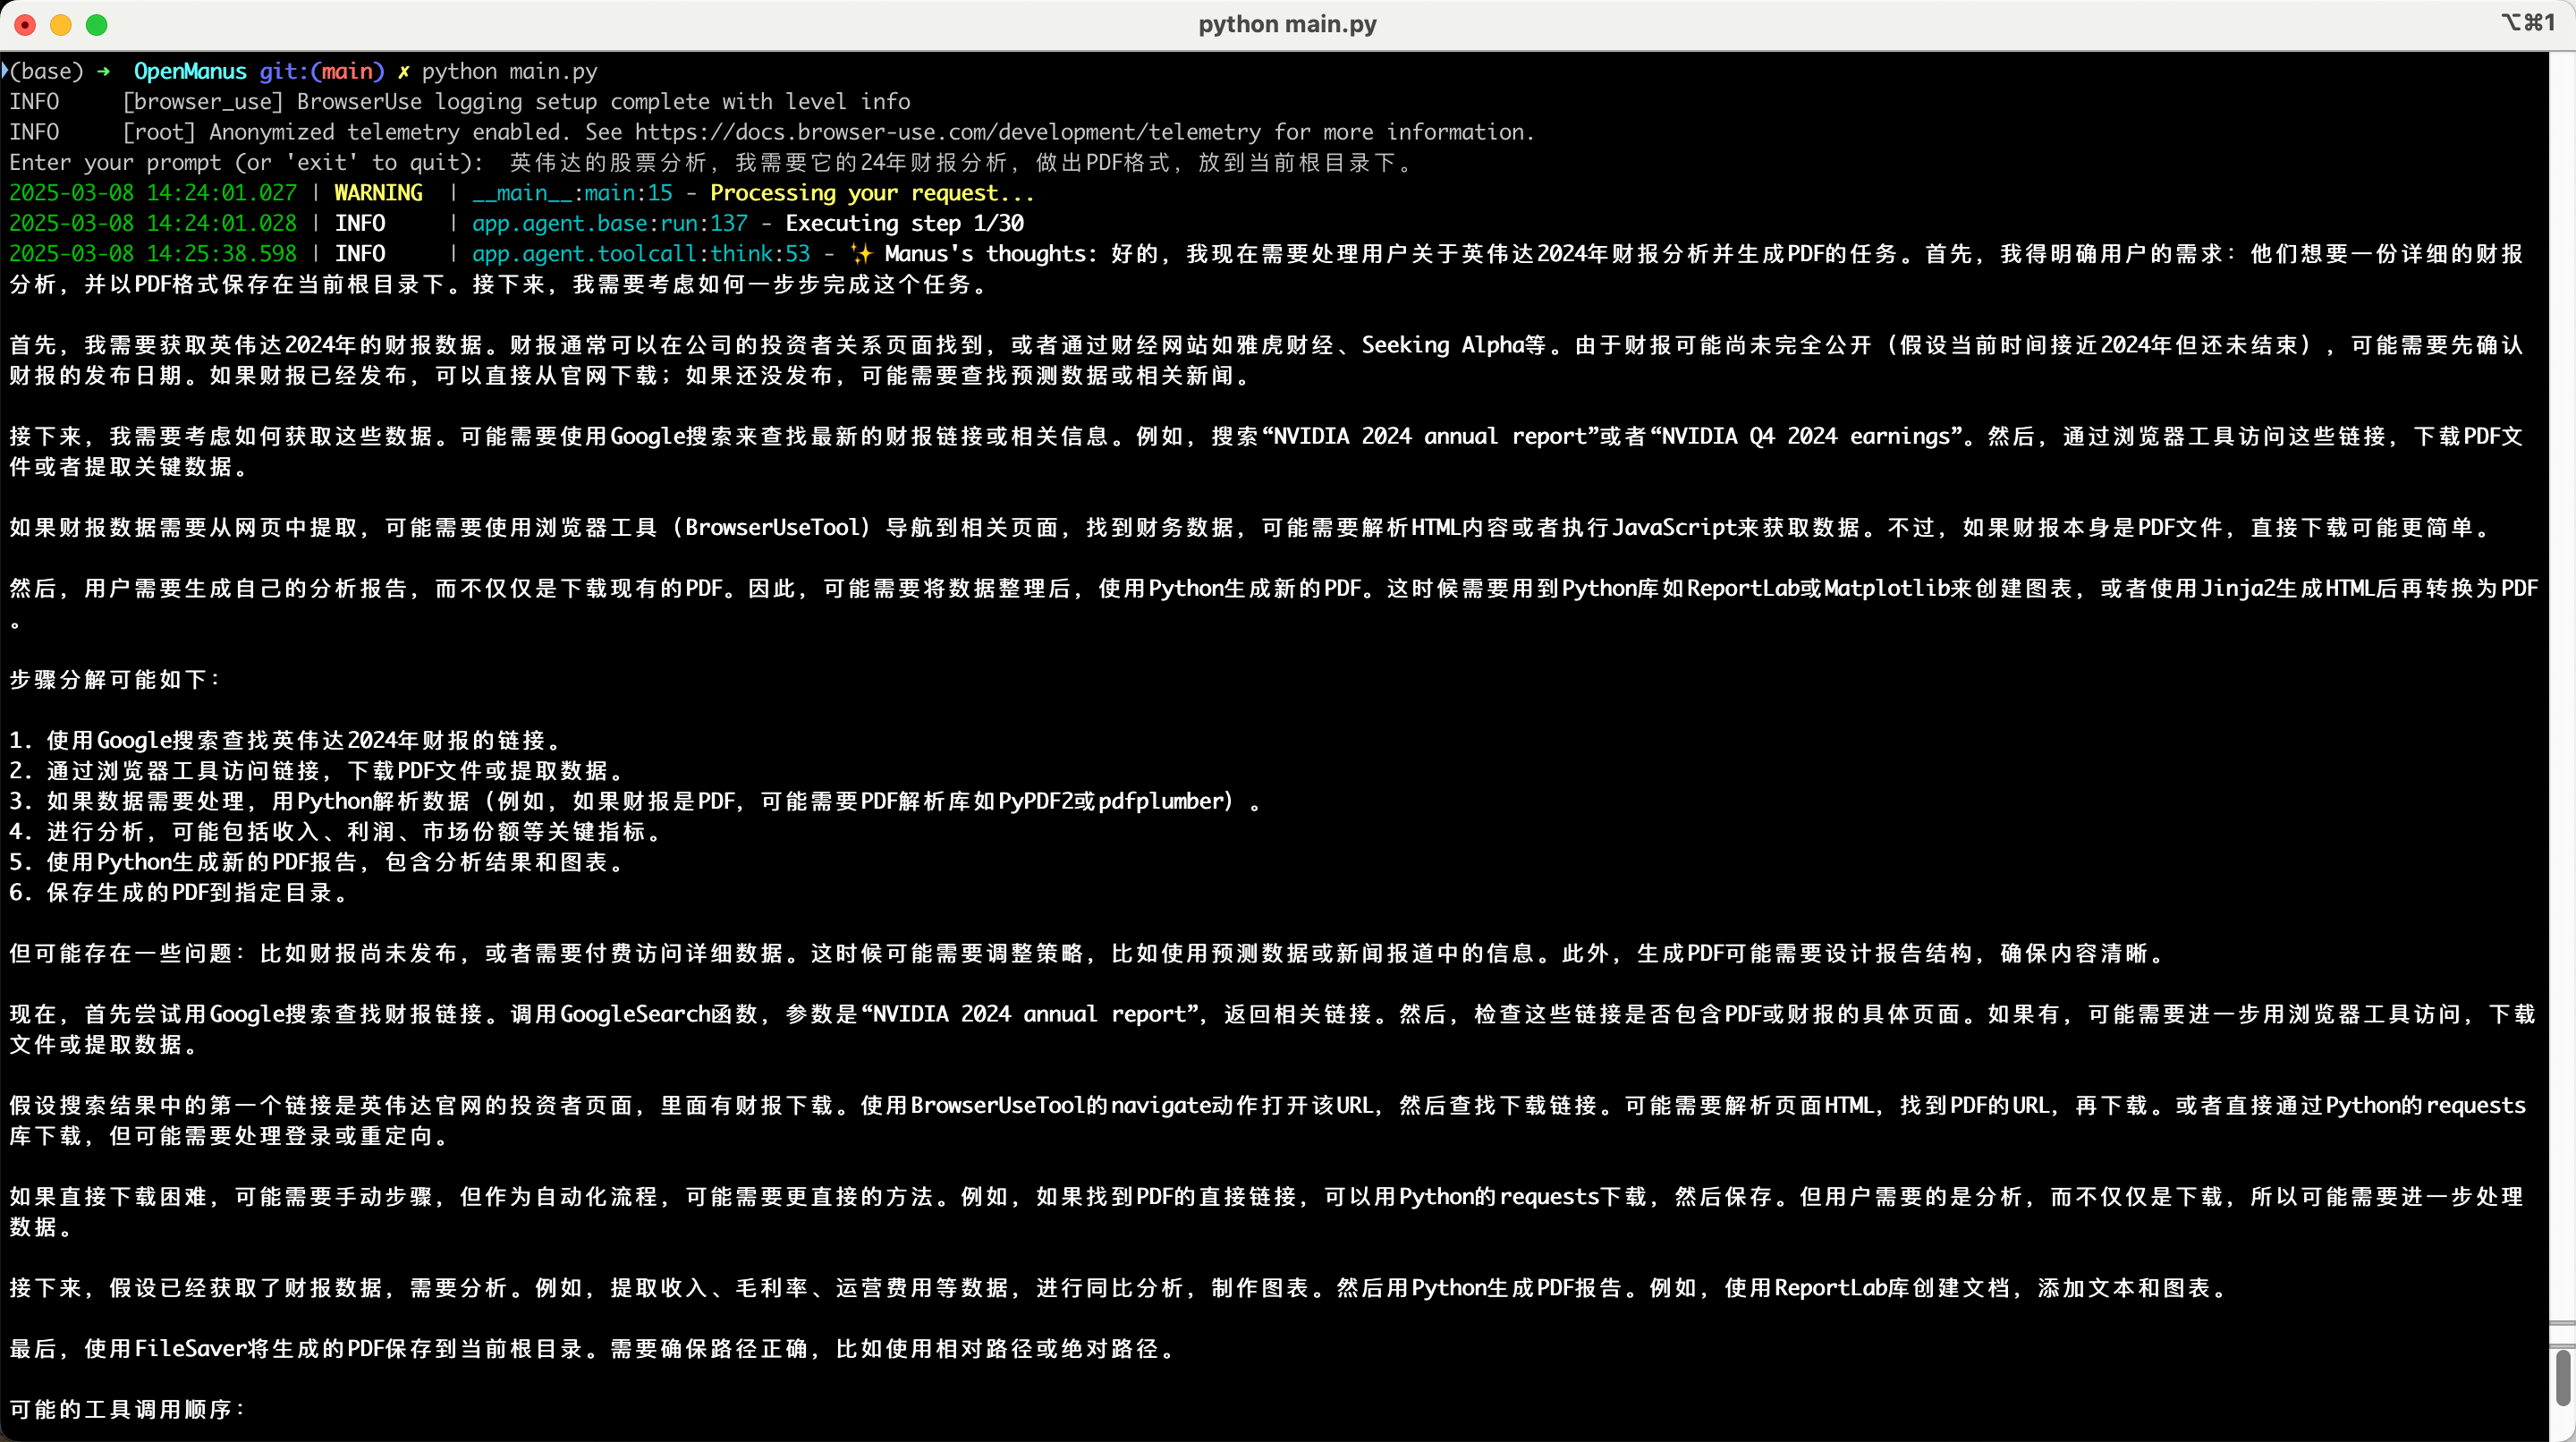 python main.py
⌥⌘1
(base) ➜  OpenManus git:(main) ✗ python main.py
INFO     [browser_use] BrowserUse logging setup complete with level info
INFO     [root] Anonymized telemetry enabled. See https://docs.browser-use.com/development/telemetry for more information.
Enter your prompt (or 'exit' to quit):  英伟达的股票分析，我需要它的24年财报分析，做出PDF格式，放到当前根目录下。
2025-03-08 14:24:01.027 | WARNING  | __main__:main:15 - Processing your request...
2025-03-08 14:24:01.028 | INFO     | app.agent.base:run:137 - Executing step 1/30
2025-03-08 14:25:38.598 | INFO     | app.agent.toolcall:think:53 - ✨ Manus's thoughts: 好的，我现在需要处理用户关于英伟达2024年财报分析并生成PDF的任务。首先，我得明确用户的需求：他们想要一份详细的财报
分析，并以PDF格式保存在当前根目录下。接下来，我需要考虑如何一步步完成这个任务。
首先，我需要获取英伟达2024年的财报数据。财报通常可以在公司的投资者关系页面找到，或者通过财经网站如雅虎财经、Seeking Alpha等。由于财报可能尚未完全公开（假设当前时间接近2024年但还未结束），可能需要先确认
财报的发布日期。如果财报已经发布，可以直接从官网下载；如果还没发布，可能需要查找预测数据或相关新闻。
接下来，我需要考虑如何获取这些数据。可能需要使用Google搜索来查找最新的财报链接或相关信息。例如，搜索“NVIDIA 2024 annual report”或者“NVIDIA Q4 2024 earnings”。然后，通过浏览器工具访问这些链接，下载PDF文
件或者提取关键数据。
如果财报数据需要从网页中提取，可能需要使用浏览器工具（BrowserUseTool）导航到相关页面，找到财务数据，可能需要解析HTML内容或者执行JavaScript来获取数据。不过，如果财报本身是PDF文件，直接下载可能更简单。
然后，用户需要生成自己的分析报告，而不仅仅是下载现有的PDF。因此，可能需要将数据整理后，使用Python生成新的PDF。这时候需要用到Python库如ReportLab或Matplotlib来创建图表，或者使用Jinja2生成HTML后再转换为PDF
。
步骤分解可能如下：
1. 使用Google搜索查找英伟达2024年财报的链接。
2. 通过浏览器工具访问链接，下载PDF文件或提取数据。
3. 如果数据需要处理，用Python解析数据（例如，如果财报是PDF，可能需要PDF解析库如PyPDF2或pdfplumber）。
4. 进行分析，可能包括收入、利润、市场份额等关键指标。
5. 使用Python生成新的PDF报告，包含分析结果和图表。
6. 保存生成的PDF到指定目录。
但可能存在一些问题：比如财报尚未发布，或者需要付费访问详细数据。这时候可能需要调整策略，比如使用预测数据或新闻报道中的信息。此外，生成PDF可能需要设计报告结构，确保内容清晰。
现在，首先尝试用Google搜索查找财报链接。调用GoogleSearch函数，参数是“NVIDIA 2024 annual report”，返回相关链接。然后，检查这些链接是否包含PDF或财报的具体页面。如果有，可能需要进一步用浏览器工具访问，下载
文件或提取数据。
假设搜索结果中的第一个链接是英伟达官网的投资者页面，里面有财报下载。使用BrowserUseTool的navigate动作打开该URL，然后查找下载链接。可能需要解析页面HTML，找到PDF的URL，再下载。或者直接通过Python的requests
库下载，但可能需要处理登录或重定向。
如果直接下载困难，可能需要手动步骤，但作为自动化流程，可能需要更直接的方法。例如，如果找到PDF的直接链接，可以用Python的requests下载，然后保存。但用户需要的是分析，而不仅仅是下载，所以可能需要进一步处理
数据。
接下来，假设已经获取了财报数据，需要分析。例如，提取收入、毛利率、运营费用等数据，进行同比分析，制作图表。然后用Python生成PDF报告。例如，使用ReportLab库创建文档，添加文本和图表。
最后，使用FileSaver将生成的PDF保存到当前根目录。需要确保路径正确，比如使用相对路径或绝对路径。
可能的工具调用顺序：